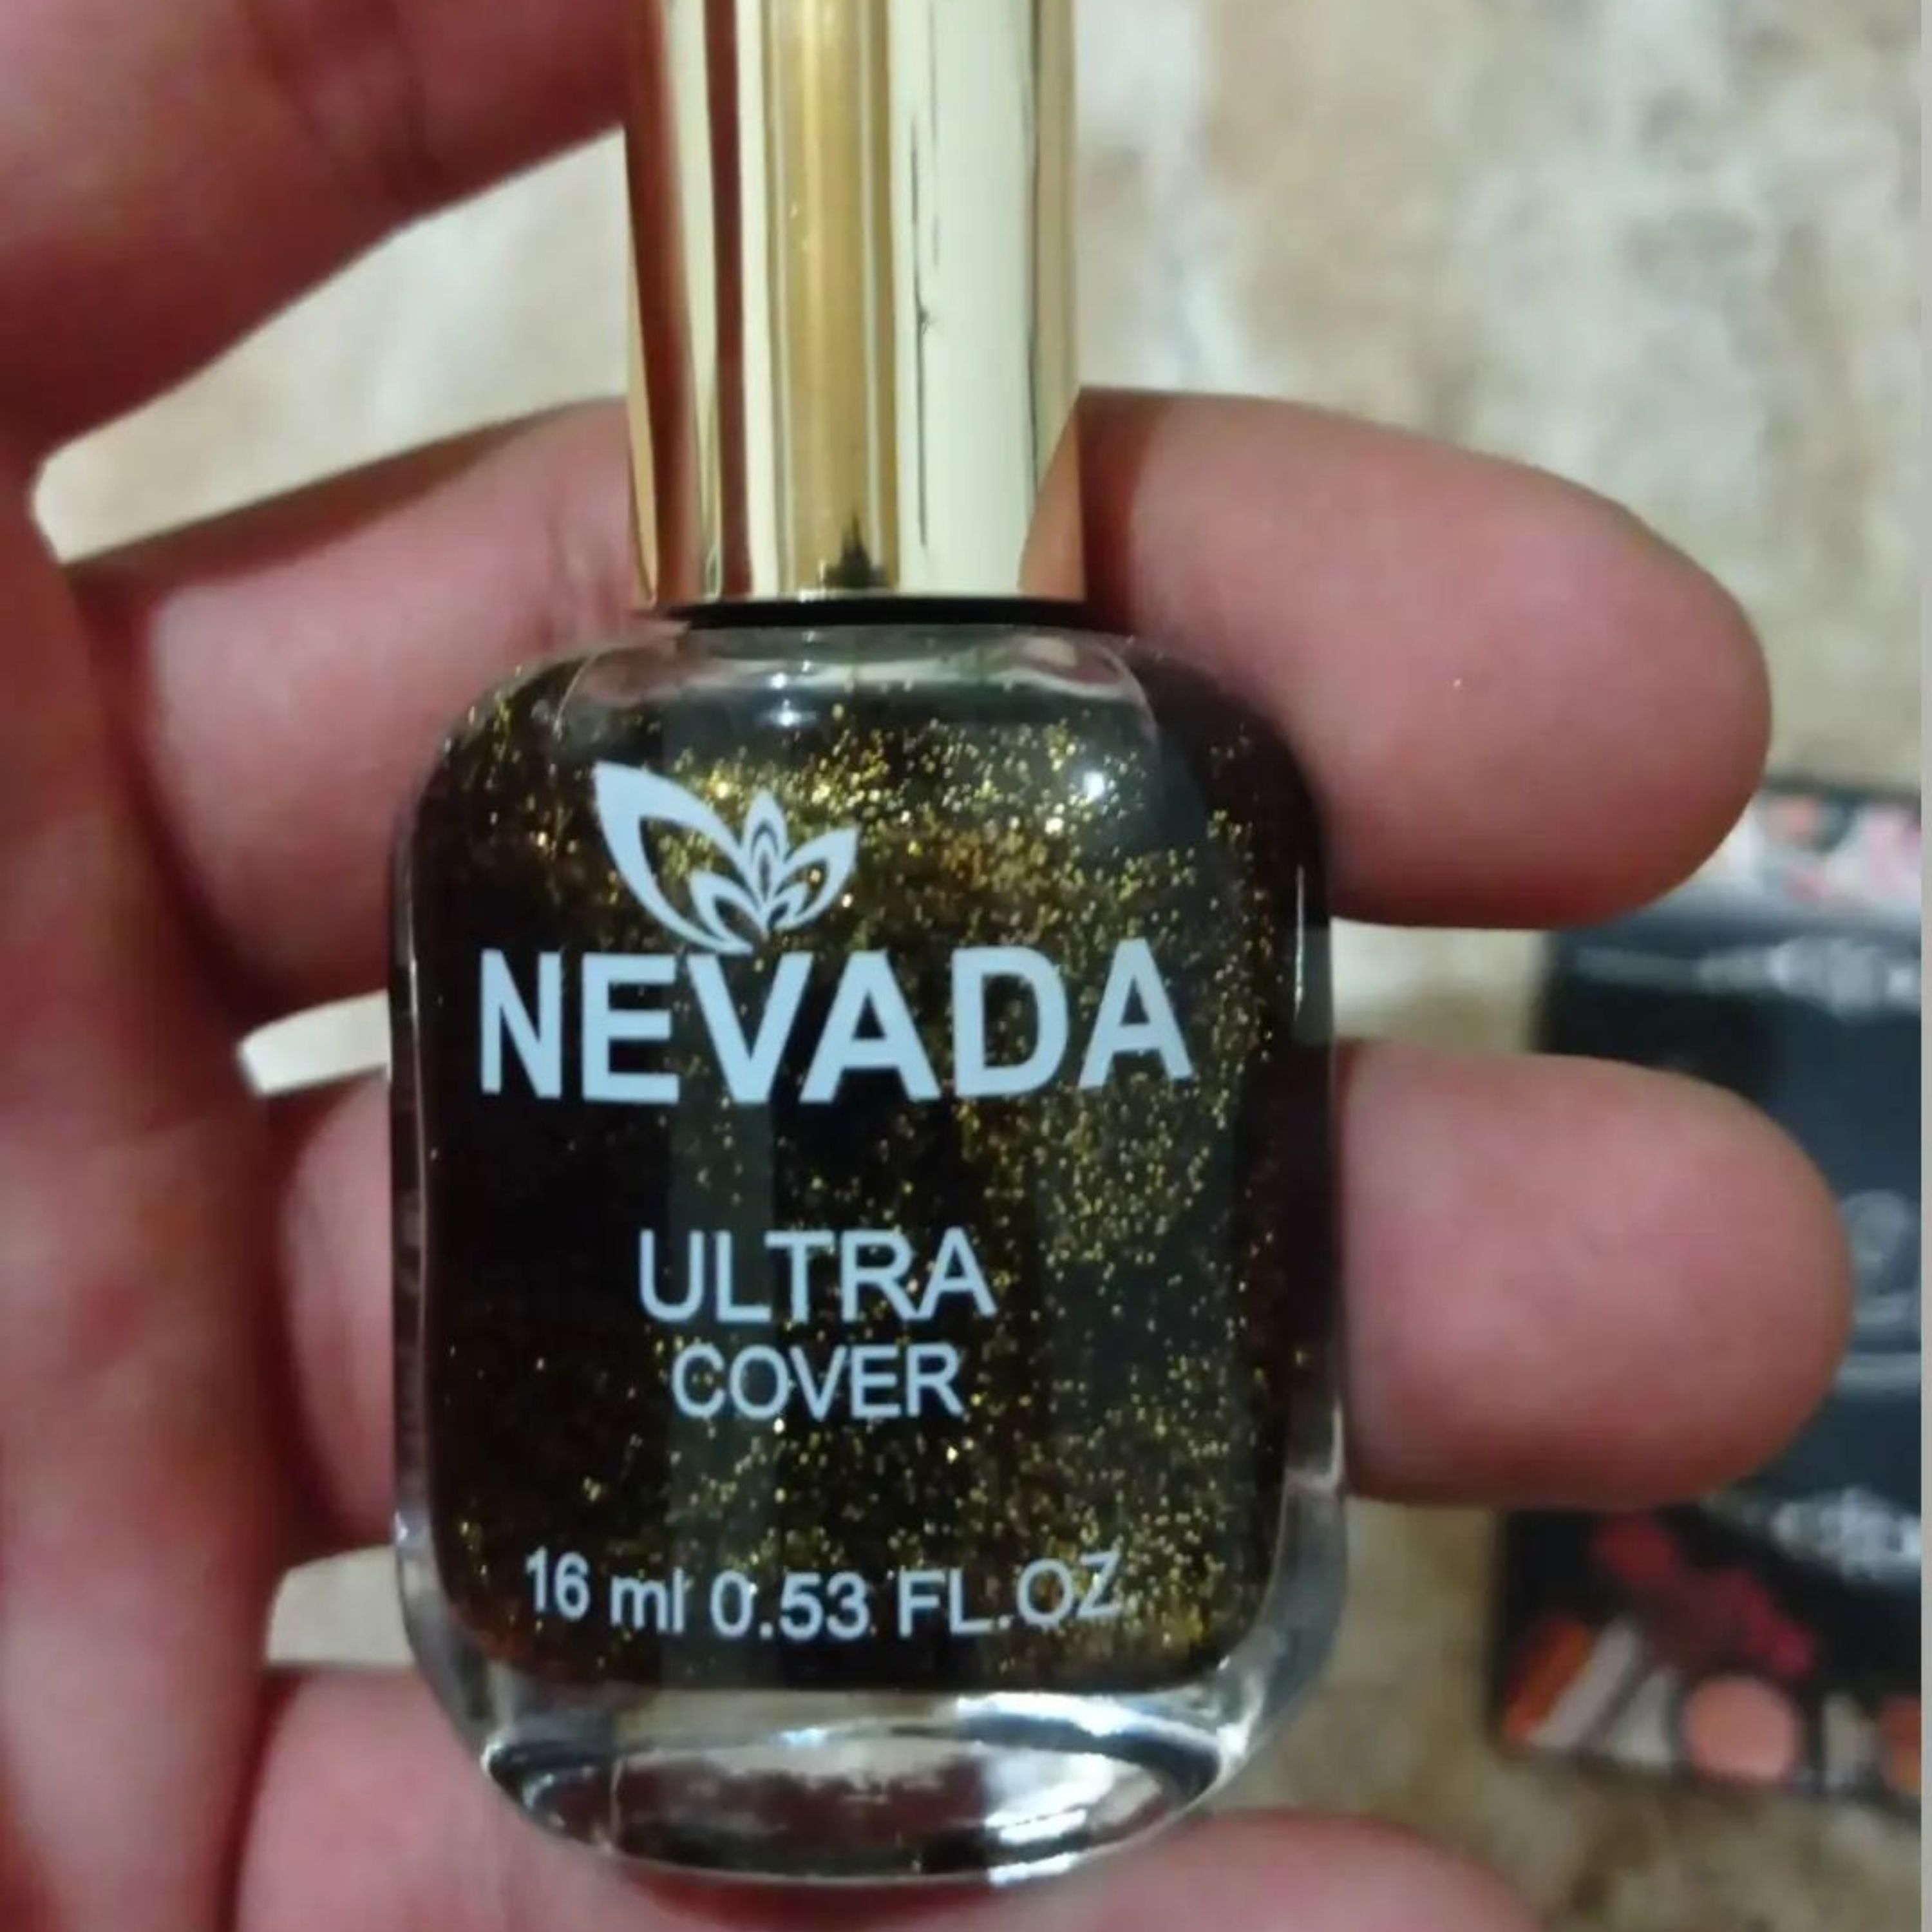 NEVADA
ULTRA
COVER
16 ml 0.53 FL.OZ